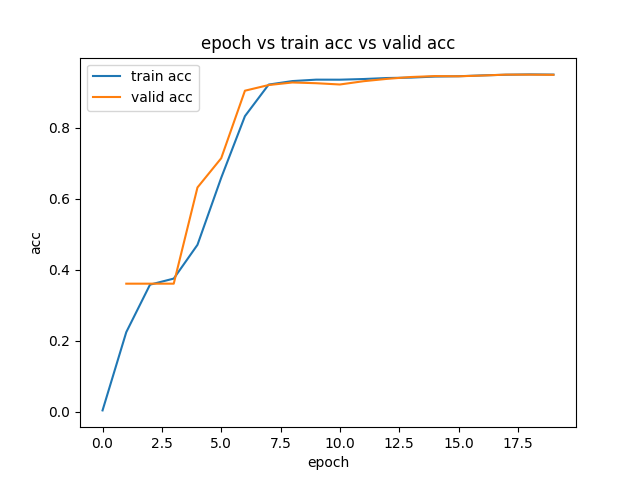 epoch vs train acc vs valid acc
train acc
valid acc
acc
0.8
0.6
0.4
0.2
0.0
0.0 2.5 5.0 7.5 10.0 12.5 15.0 17.5
epoch